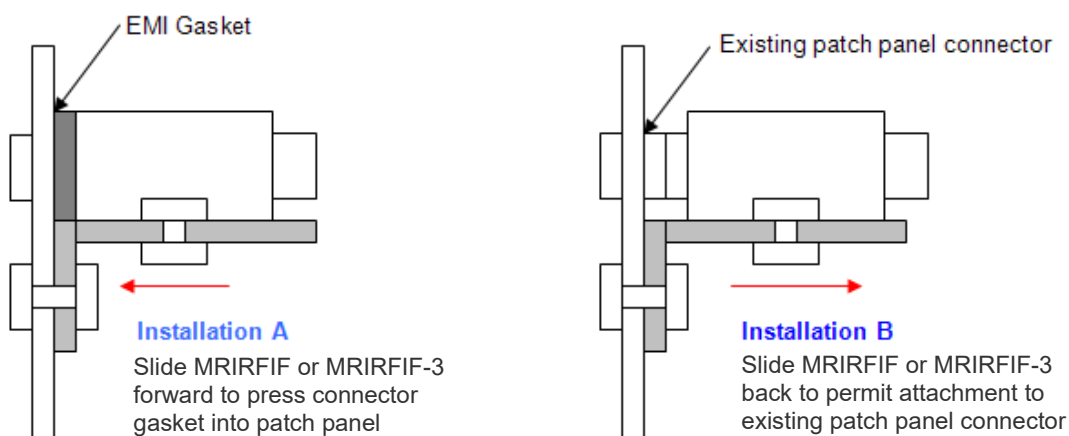 EMI Gasket
Existing patch panel connector
Installation A
Slide MRIRFIF or MRIRFIF-3
forward to press connector
gasket into patch panel
Installation B
Slide MRIRFIF or MRIRFIF-3
back to permit attachment to
existing patch panel connector